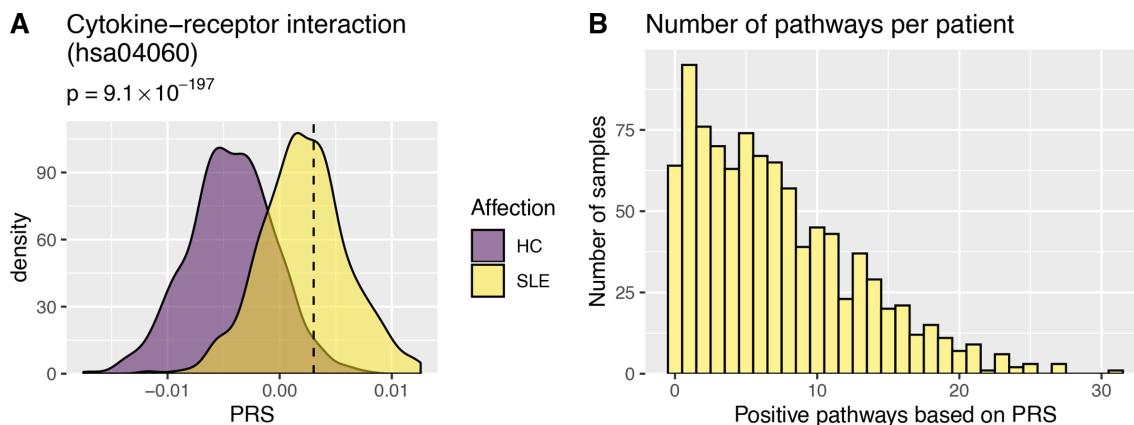 A
Cytokine−receptor interaction
(hsa04060)
p = 9.1 × 10−197
90
60
30
0
density
−0.01
0.00
0.01
PRS
Affection
HC
SLE
B
Number of pathways per patient
75
50
25
0
Number of samples
0
10
20
30
Positive pathways based on PRS